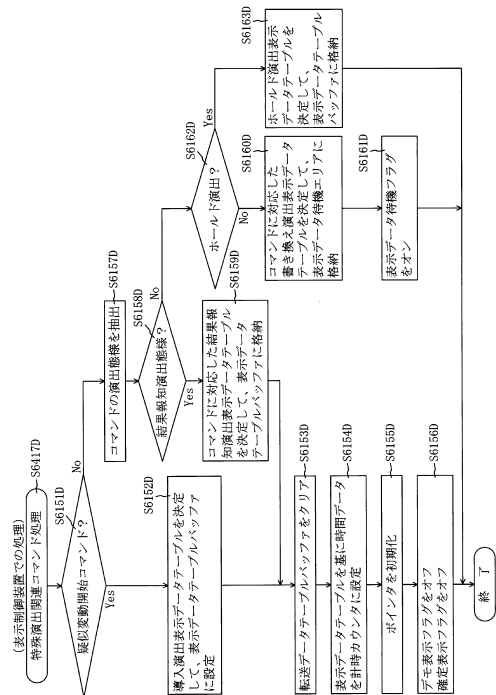 (表示制御装置での処理)
特殊演出関連コマンド処理
S6417D
疑似変動開始コマンド?
S6151D
Yes
No
導入演出表示データテーブルを決定
して、表示データテーブルバッファ
に設定
S6152D
コマンドの演出態様を抽出
S6157D
結果報知演出態様?
S6158D
Yes
No
コマンドに対応した結果報
知演出表示データテーブル
を決定して、表示データ
テーブルバッファに格納
S6159D
ホールド演出?
S6162D
Yes
No
コマンドに対応した
書き換え演出表示データ
テーブルを決定して、
表示データ待機エリアに
格納
S6160D
表示データ待機フラグ
をオン
S6161D
ホールド演出表示
データテーブルを
決定して、
表示データテーブル
バッファに格納
S6163D
転送データテーブルバッファをクリア
S6153D
表示データテーブルを基に時間データ
を計時カウンタに設定
S6154D
ポインタを初期化
S6155D
デモ表示フラグをオフ
確定表示フラグをオフ
S6156D
終 了